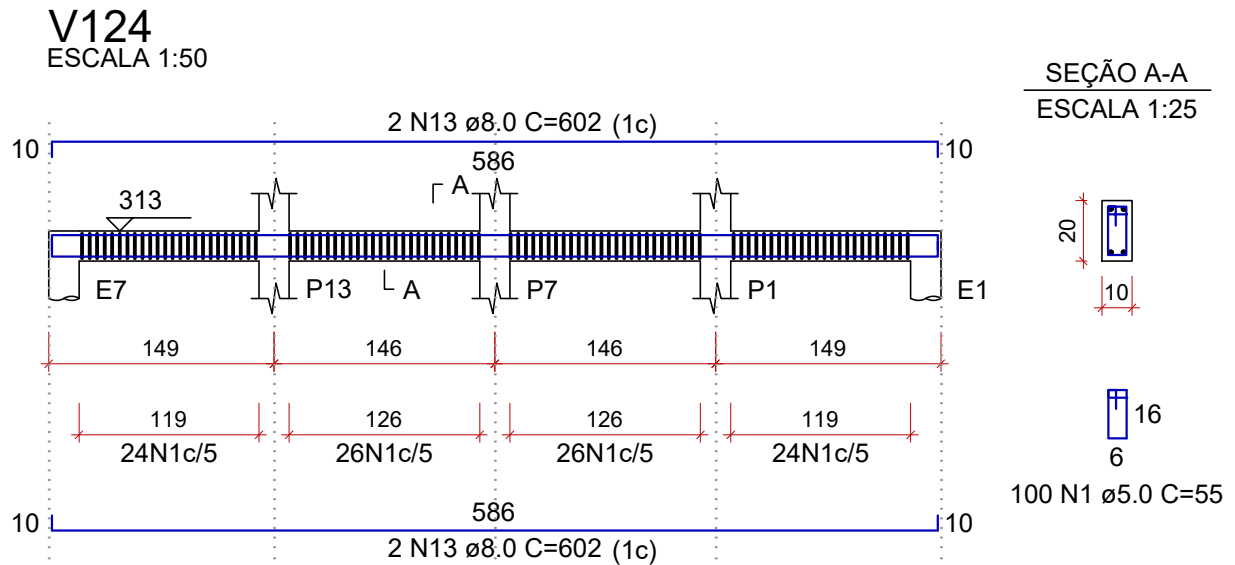 V124
ESCALA 1:50
SEÇÃO A-A
ESCALA 1:25
2 N13 ø8.0 C=602 (1c)
10
586
10
A
313
20
10
E7
P13
A
P7
P1
E1
149
146
146
149
119
126
126
119
24N1c/5
26N1c/5
26N1c/5
24N1c/5
16
6
100 N1 ø5.0 C=55
10
586
10
2 N13 ø8.0 C=602 (1c)